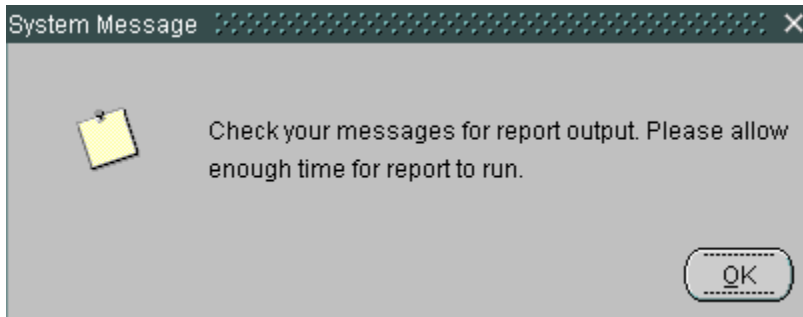 System Message
Check your messages for report output. Please allow
enough time for report to run.
OK